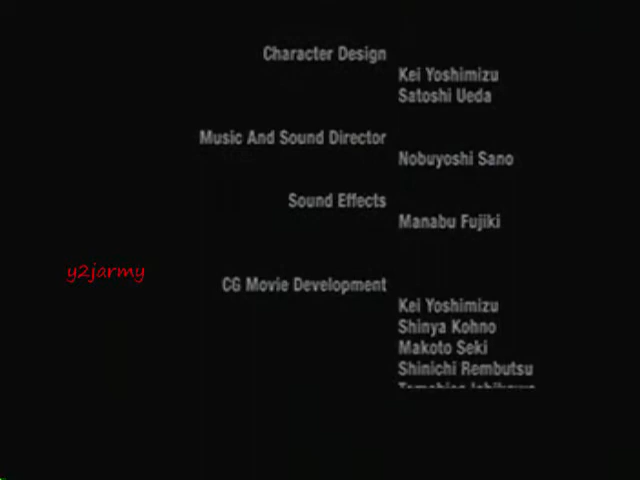 Character Design
Kei Yoshimizu
Satoshi Ueda
Music And Sound Director
Nobuyoshi Sano
Sound Effects
Manabu Fujiki
y2jarmy
CG Movie Development
Kei Yoshimizu
Shinya Kohno
Makoto Seki
Shinichi Rembutsu